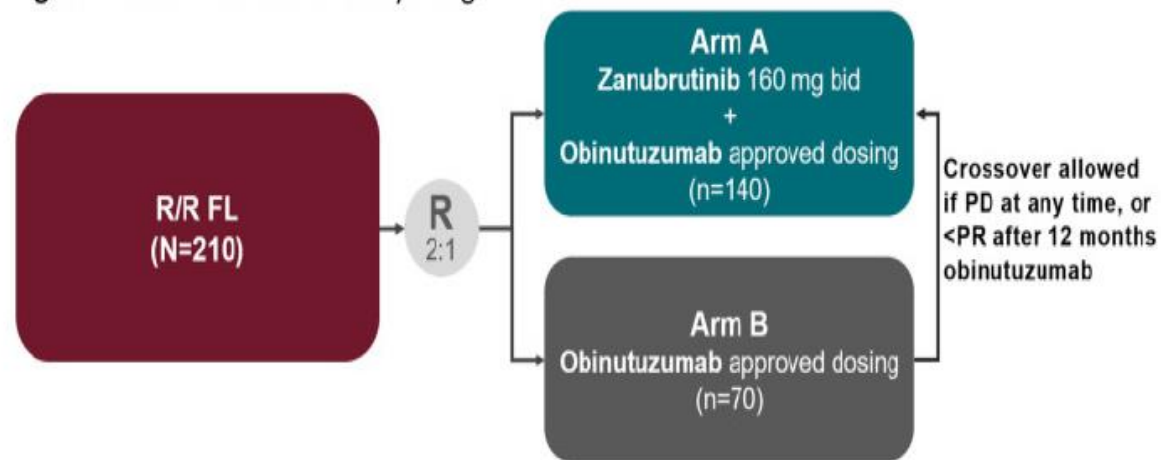 R/R FL
(N=210)
R
2:1
Arm A
Zanubrutinib 160 mg bid
+
Obinutuzumab approved dosing
(n=140)
Arm B
Obinutuzumab approved dosing
(n=70)
Crossover allowed
if PD at any time, or
<PR after 12 months
obinutuzumab